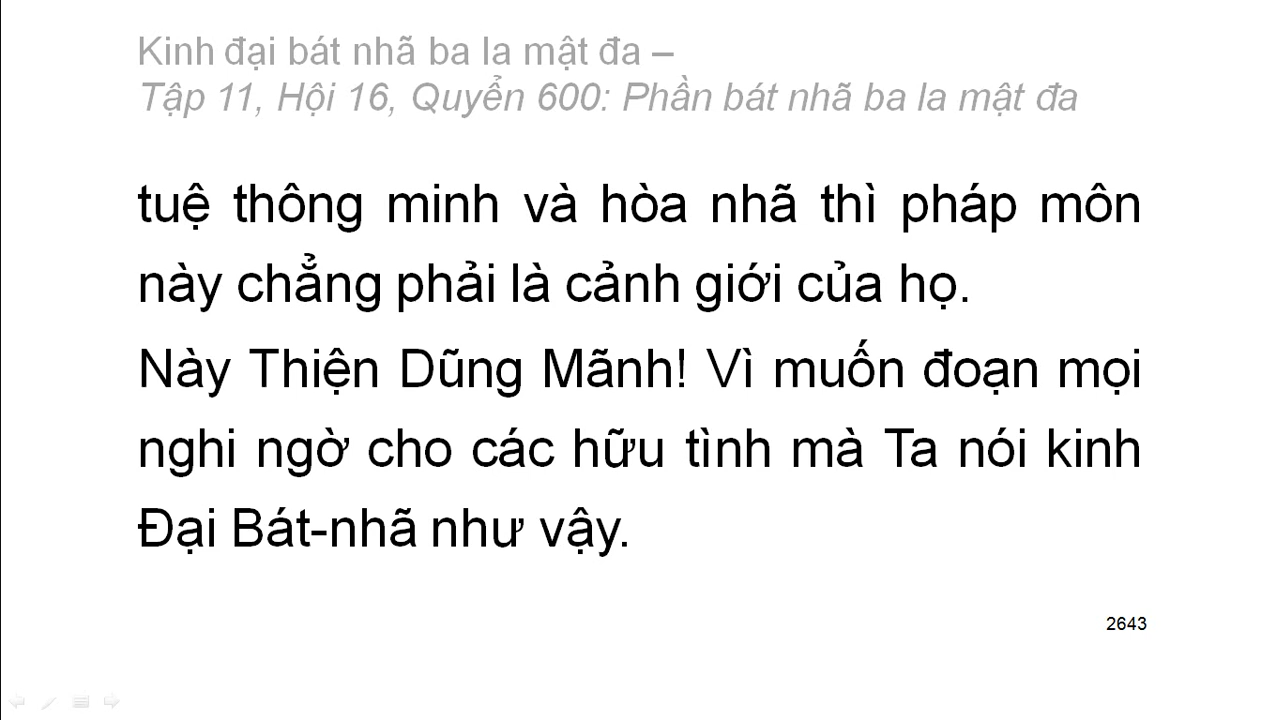 Kinh đại bát nhã ba la mật đa –
Tập 11, Hội 16, Quyển 600: Phần bát nhã ba la mật đa
tuệ thông minh và hòa nhã thì pháp môn
này chẳng phải là cảnh giới của họ.
Này Thiện Dũng Mãnh! Vì muốn đoạn mọi
nghi ngờ cho các hữu tình mà Ta nói kinh
Đại Bát-nhã như vậy.
2643